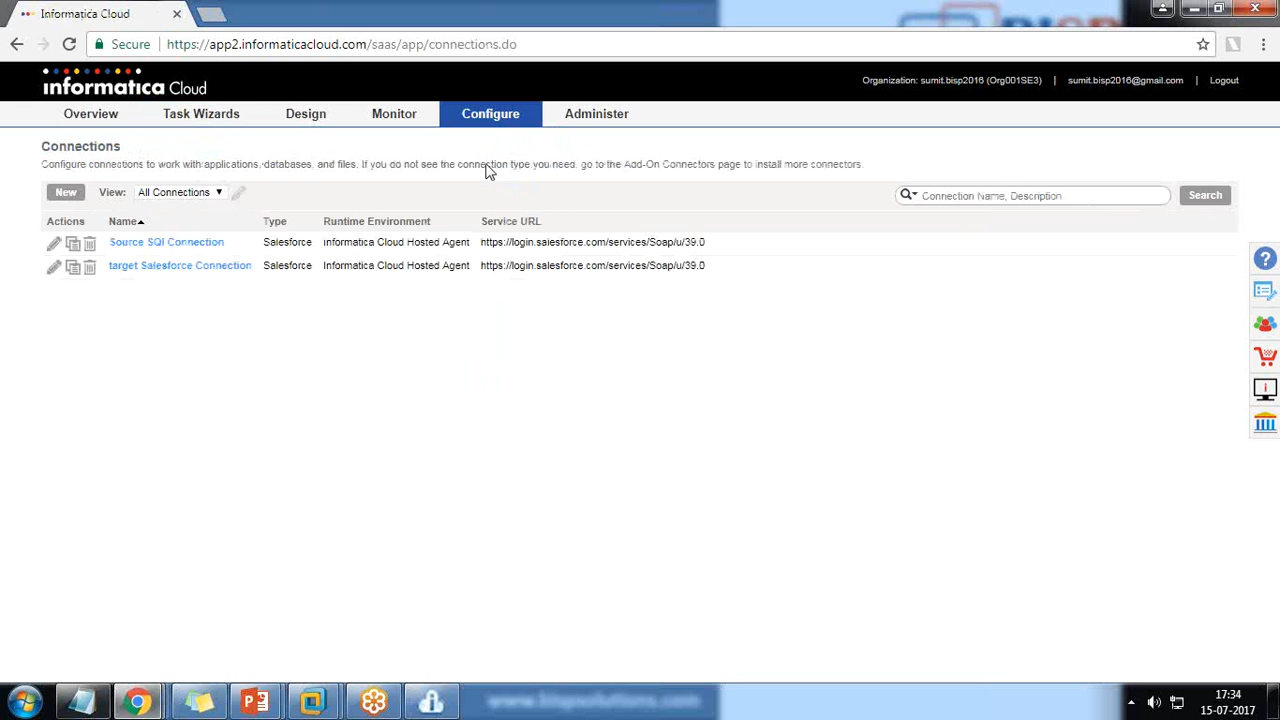 Informatica Cloud
Secure https://app2.informaticacloud.com/saas/app/connections.do
informatica Cloud
Organization: sumit.bisp2016 (Org001SE3) | sumit.bisp2016@gmail.com | Logout
Overview Task Wizards Design Monitor Configure Administer
Connections
Configure connections to work with applications, databases, and files. If you do not see the connection type you need, go to the Add-On Connectors page to install more connectors.
New View: All Connections Connection Name, Description Search
Actions Name Type Runtime Environment Service URL
Source SQl Connection Salesforce Informatica Cloud Hosted Agent https://login.salesforce.com/services/Soap/u/39.0
target Salesforce Connection Salesforce Informatica Cloud Hosted Agent https://login.salesforce.com/services/Soap/u/39.0
www.bispsolutions.com
17:34
15-07-2017